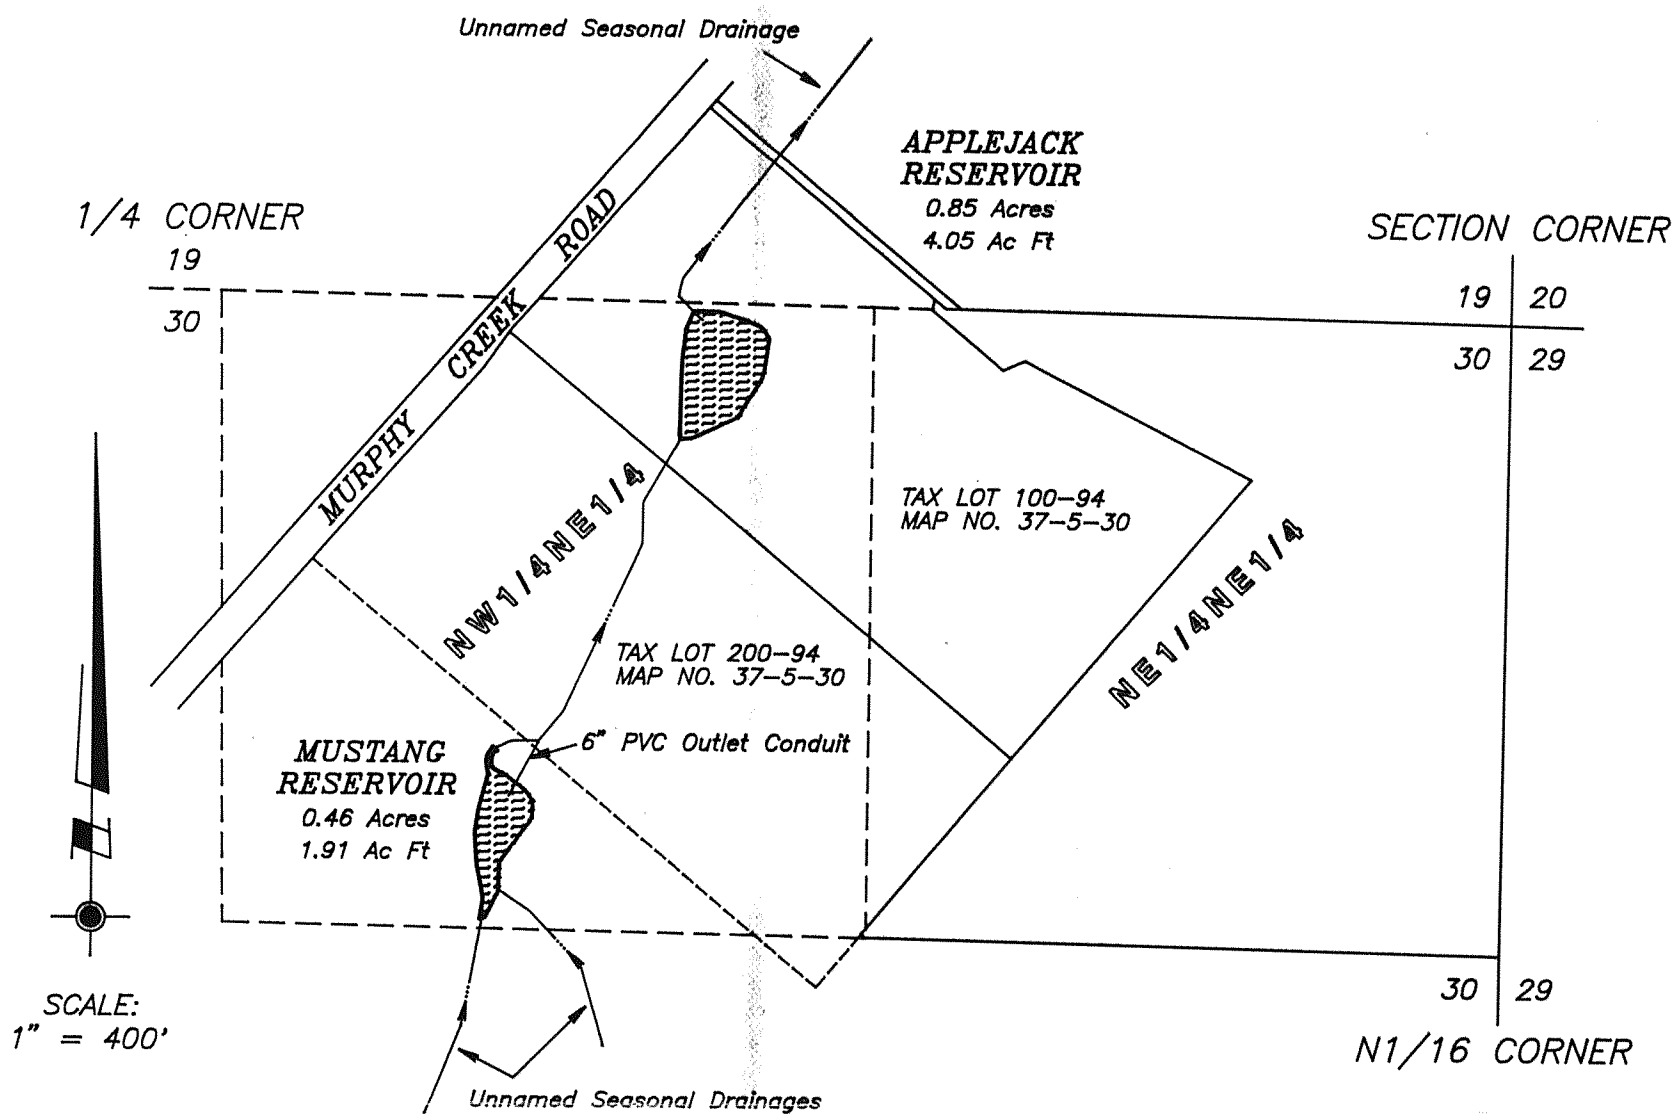 Unnamed Seasonal Drainage
APPLEJACK
RESERVOIR
0.85 Acres
4.05 Ac Ft
1/4 CORNER
19
30
SECTION CORNER
19 20
30 29
MURPHY CREEK ROAD
NW1/4NE1/4
TAX LOT 100-94
MAP NO. 37-5-30
NE1/4NE1/4
TAX LOT 200-94
MAP NO. 37-5-30
6" PVC Outlet Conduit
MUSTANG
RESERVOIR
0.46 Acres
1.91 Ac Ft
SCALE:
1" = 400'
30 29
N1/16 CORNER
Unnamed Seasonal Drainages